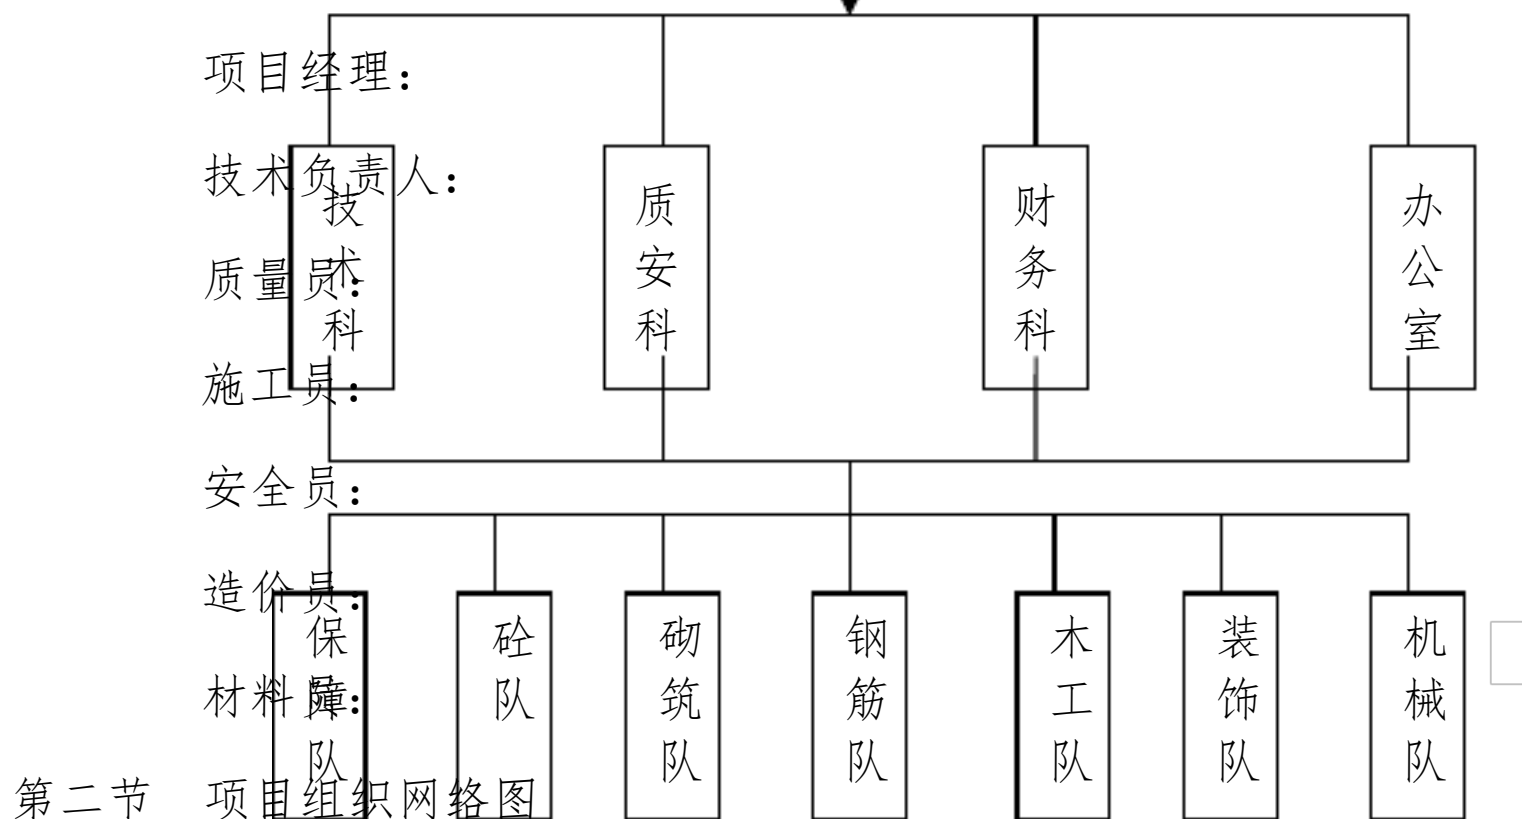 项目经理：
技术负责人：
质量员：
施工员：
安全员：
造价员：
材料员：
第二节 项目组织网络图
技术科
质安科
财务科
办公室
保障队
砼队
砌筑队
钢筋队
木工队
装饰队
机械队